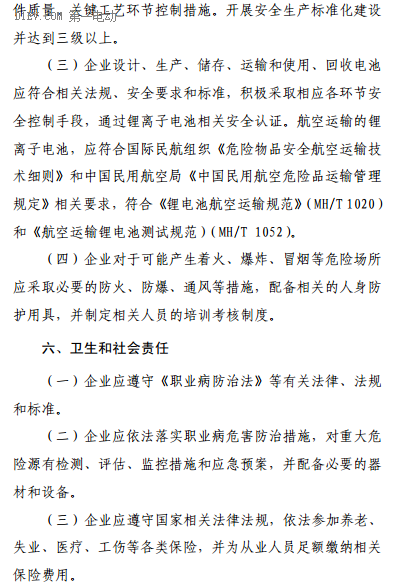 件质量、关键工艺环节控制措施。开展安全生产标准化建设
D1EV.com 第一电动
并达到三级以上。
（三）企业设计、生产、储存、运输和使用、回收电池
应符合相关法规、安全要求和标准，积极采取相应各环节安
全控制手段，通过锂离子电池相关安全认证。航空运输的锂
离子电池，应符合国际民航组织《危险物品安全航空运输技
术细则》和中国民用航空局《中国民用航空危险品运输管理
规定》相关要求，符合《锂电池航空运输规范》（MH/T 1020）
和《航空运输锂电池测试规范）（MH/T 1052）。
（四）企业对于可能产生着火、爆炸、冒烟等危险场所
应采取必要的防火、防爆、通风等措施，配备相关的人身防
护用具，并制定相关人员的培训考核制度。
六、卫生和社会责任
（一）企业应遵守《职业病防治法》等有关法律、法规
和标准。
（二）企业应依法落实职业病危害防治措施，对重大危
险源有检测、评估、监控措施和应急预案，并配备必要的器
材和设备。
（三）企业应遵守国家相关法律法规，依法参加养老、
失业、医疗、工伤等各类保险，并为从业人员足额缴纳相关
保险费用。